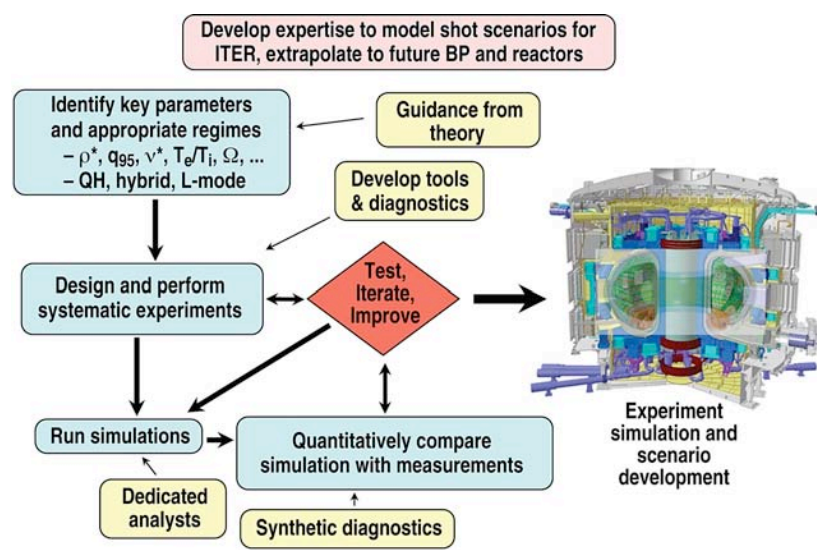 Develop expertise to model shot scenarios for
ITER, extrapolate to future BP and reactors
Identify key parameters
and appropriate regimes
– ρ*, q95, ν*, Te/Ti, Ω, ...
– QH, hybrid, L-mode
Guidance from
theory
Develop tools
& diagnostics
Design and perform
systematic experiments
Test,
Iterate,
Improve
Run simulations
Quantitatively compare
simulation with measurements
Experiment
simulation and
scenario
development
Dedicated
analysts
Synthetic diagnostics